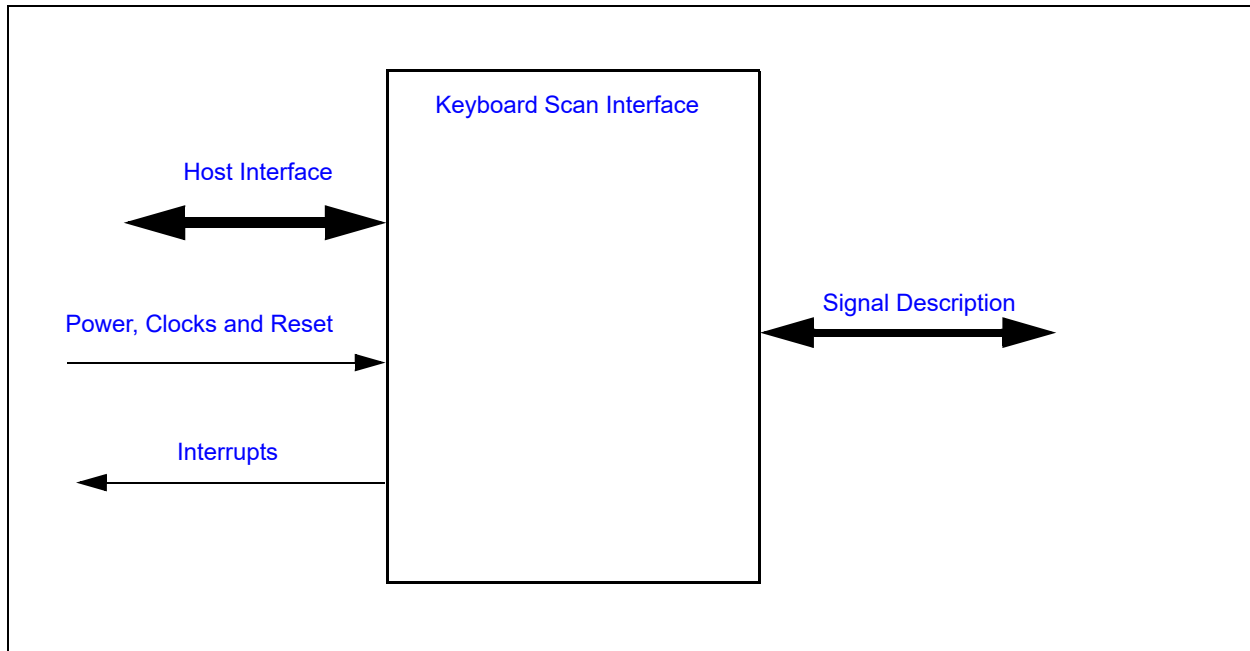 Keyboard Scan Interface
Host Interface
Signal Description
Power, Clocks and Reset
Interrupts